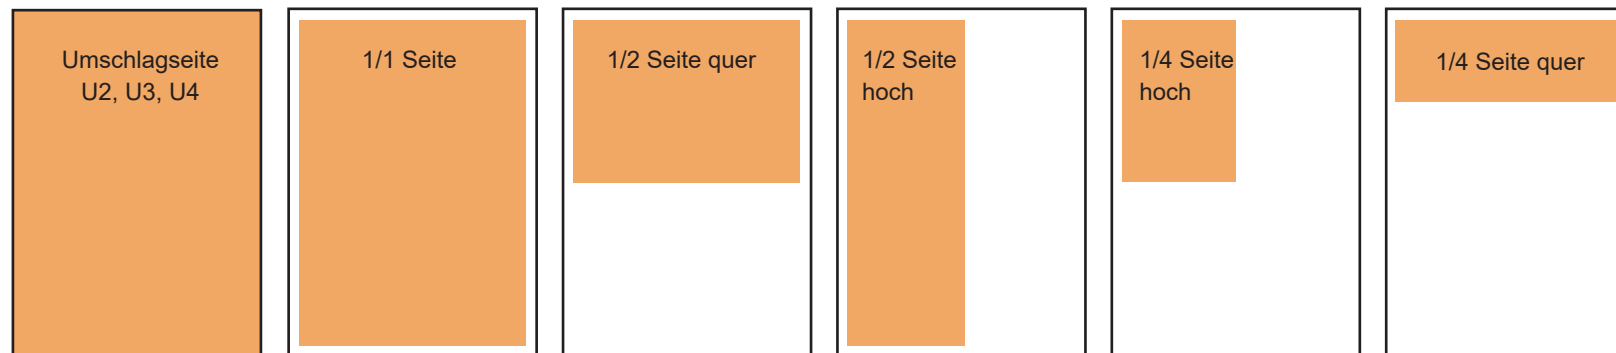 Umschlagseite
U2, U3, U4
1/1 Seite
1/2 Seite quer
1/2 Seite
hoch
1/4 Seite
hoch
1/4 Seite quer